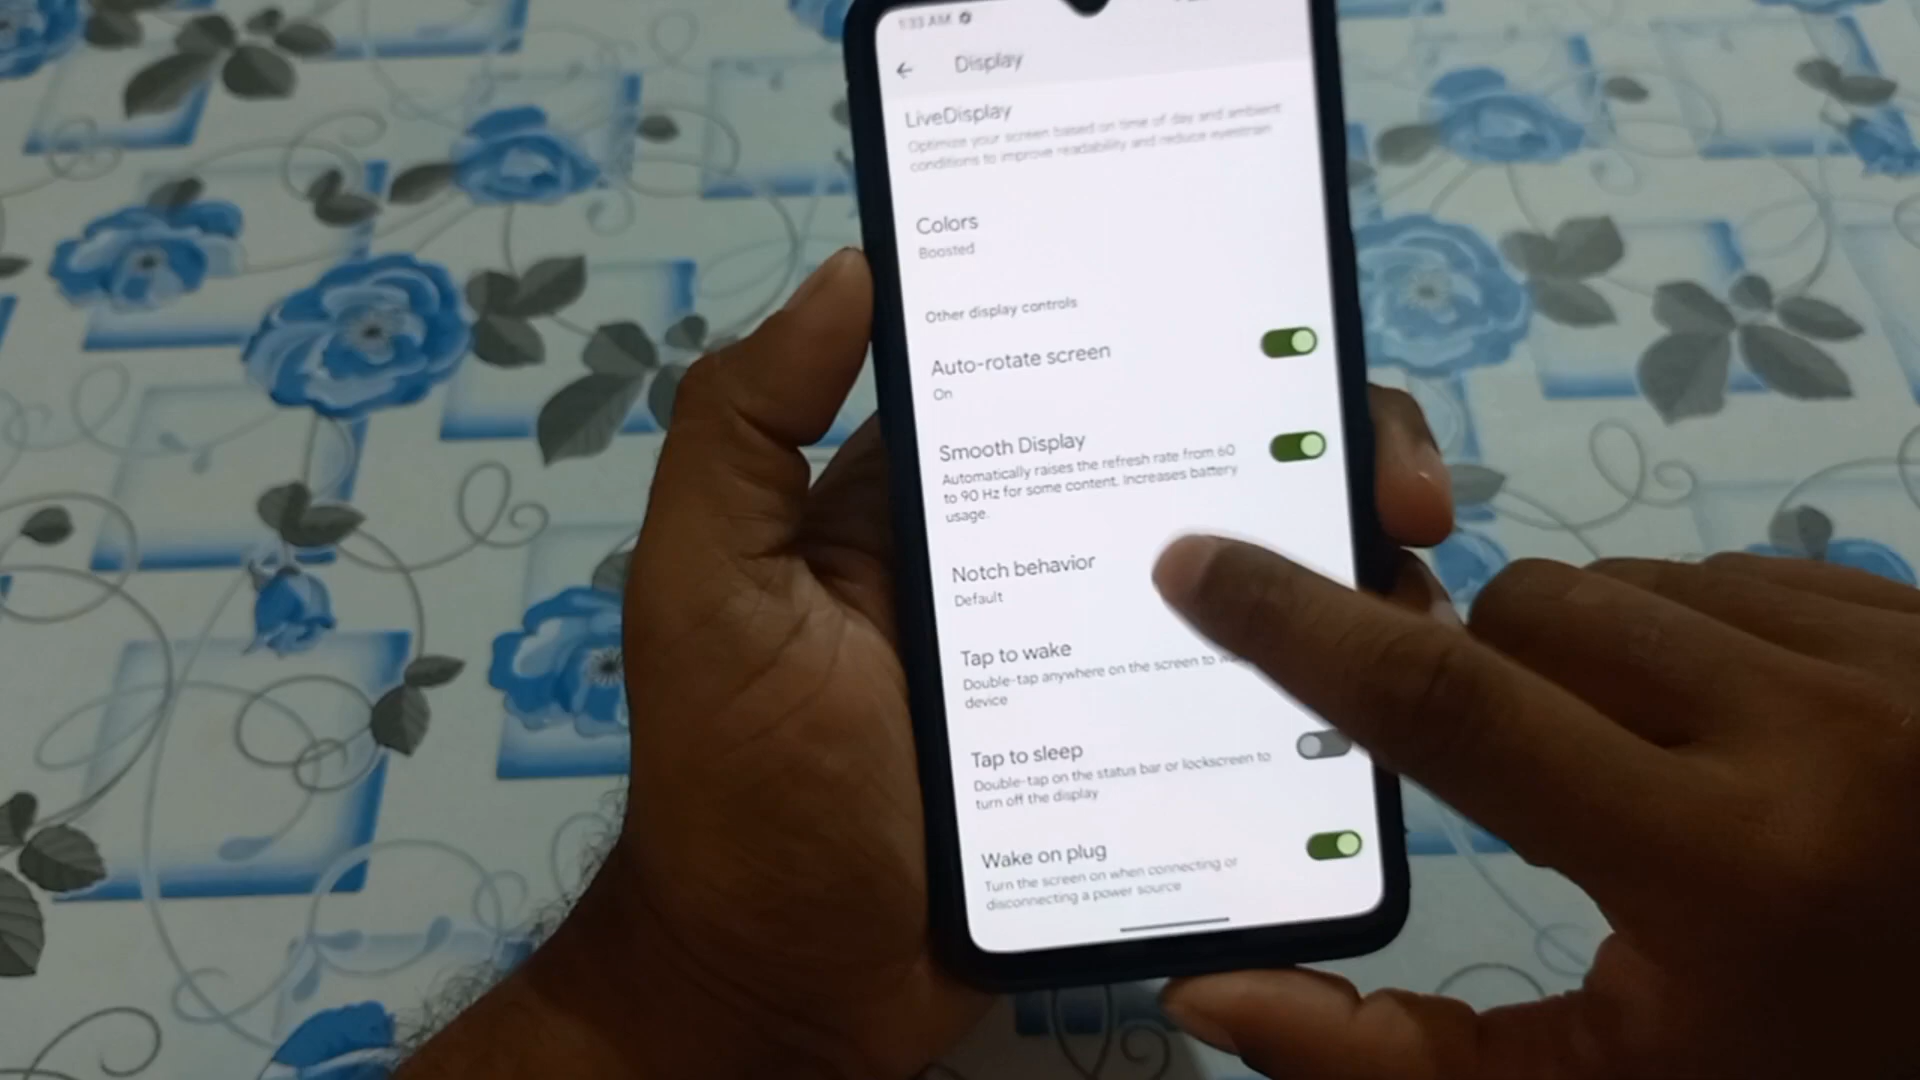 1:33 AM
Display
LiveDisplay
Optimize your screen based on time of day and ambient
conditions to improve readability and reduce eyestrain
Colors
Boosted
Other display controls
Auto-rotate screen
On
Smooth Display
Automatically raises the refresh rate from 60
to 90 Hz for some content. Increases battery
usage.
Notch behavior
Default
Tap to wake
Double-tap anywhere on the screen to
device
Tap to sleep
Double-tap on the status bar or lockscreen to
turn off the display
Wake on plug
Turn the screen on when connecting or
disconnecting a power source